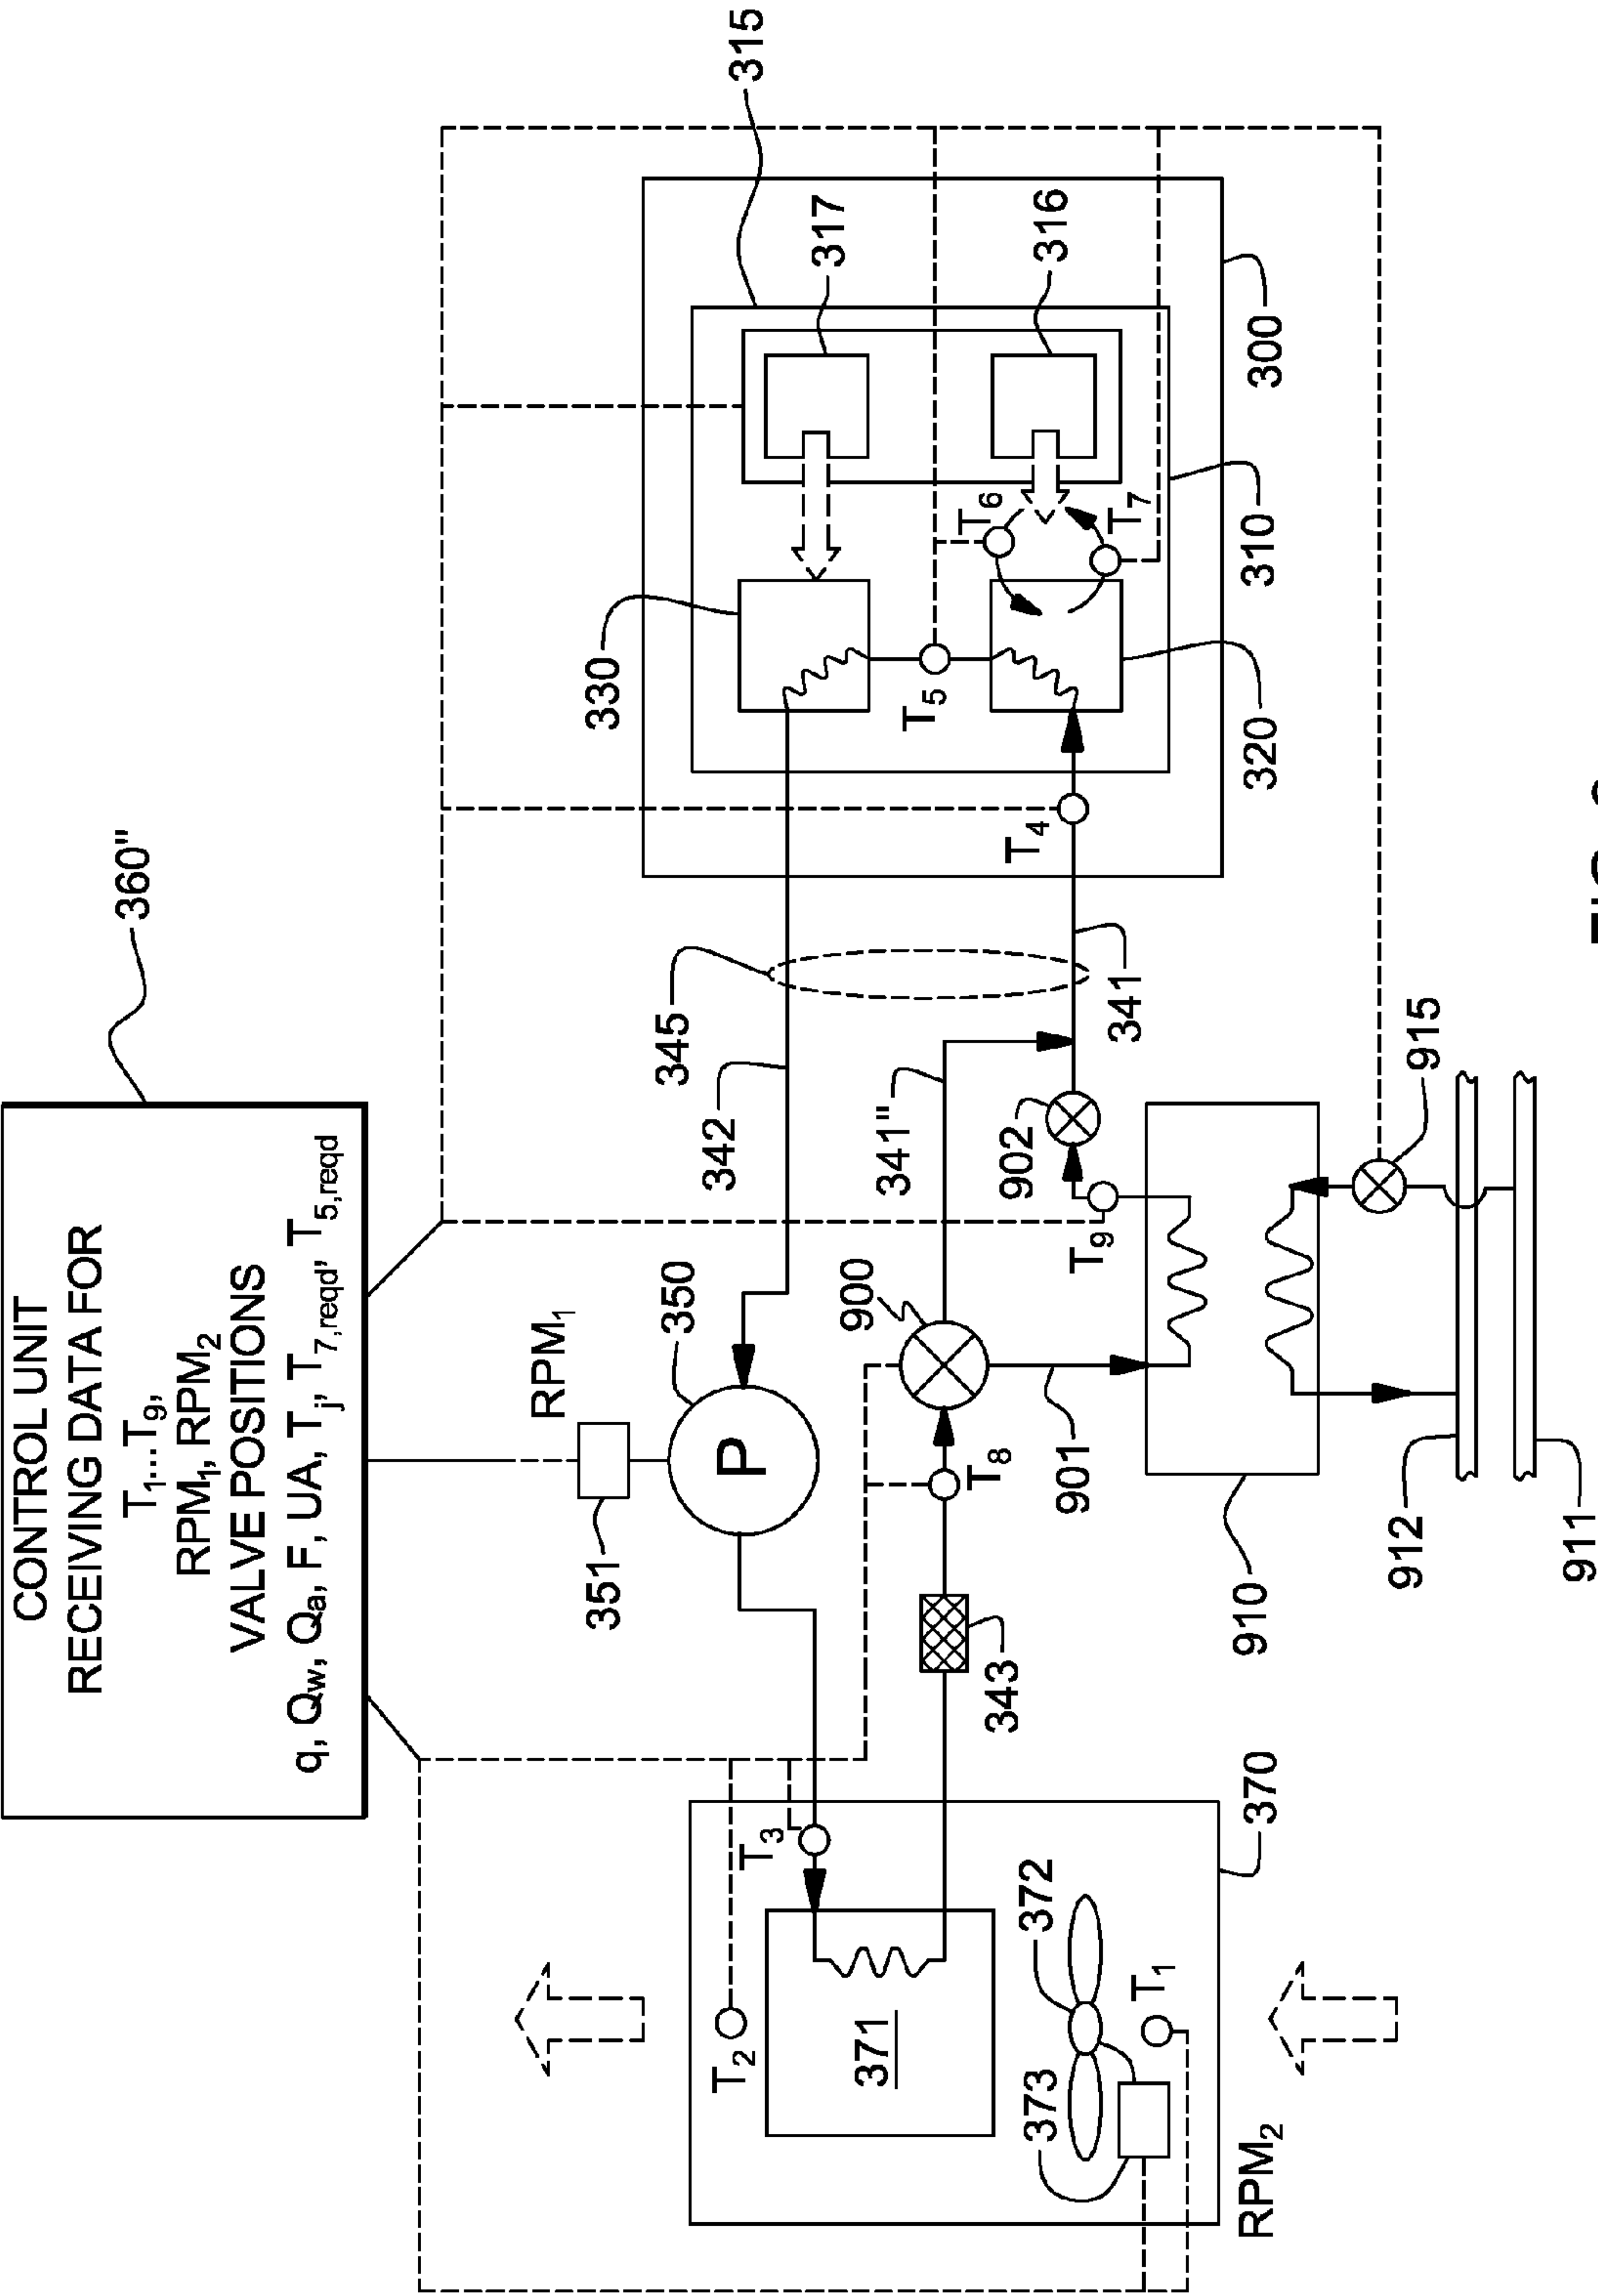 CONTROL UNIT
RECEIVING DATA FOR
T1...T9,
RPM1, RPM2
VALVE POSITIONS
q, Qw, Qa, F, UA, Tj, T7,reqd, T5,reqd
360"
315
317
316
300
310
330
320
T6
T7
T5
T4
345
342
341"
341
902
915
T9
900
350
RPM1
351
P
T8
901
343
910
912
911
T3
T2
371
370
372
373
T1
RPM2